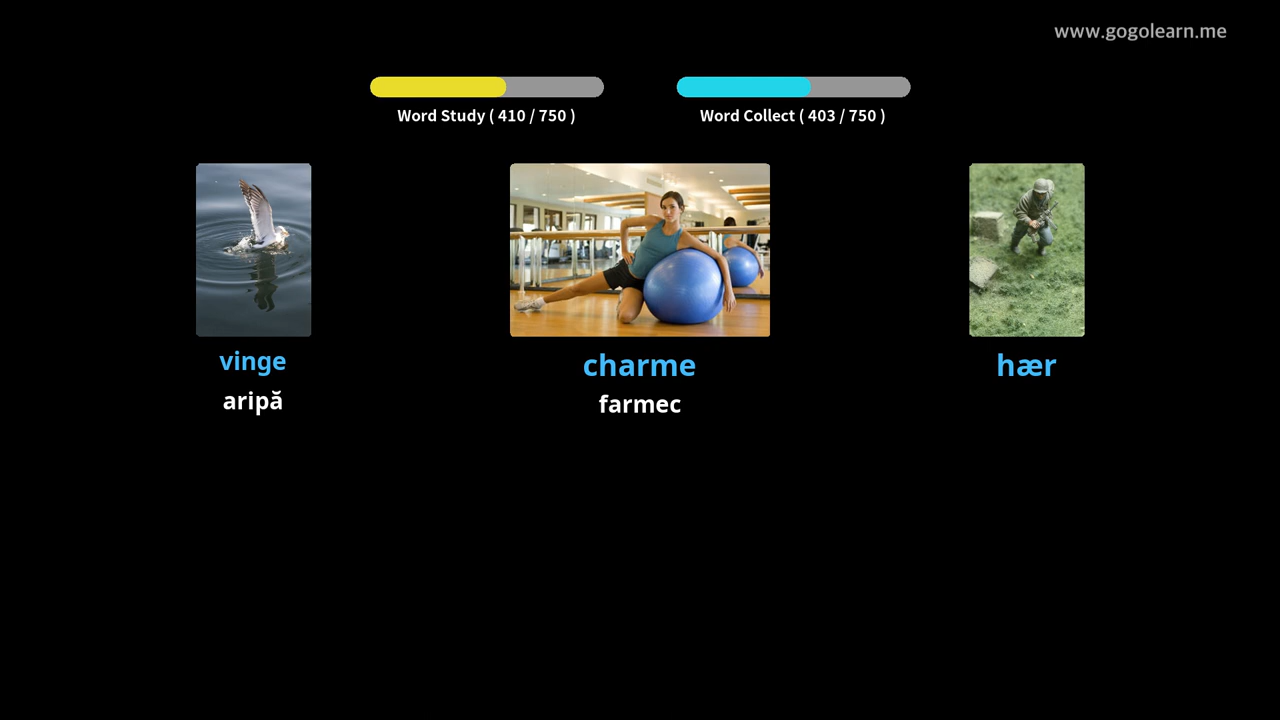 www.gogolearn.me
Word Study ( 410 / 750 )
Word Collect ( 403 / 750 )
vinge
aripă
charme
farmec
hær